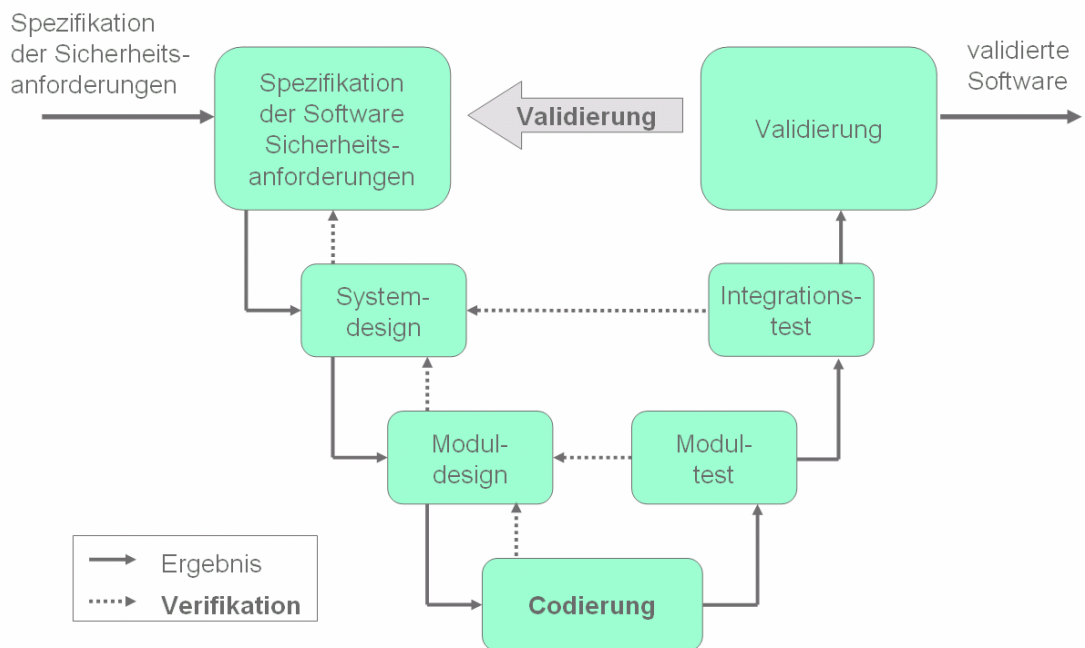 Spezifikation
der Sicherheits-
anforderungen
Spezifikation
der Software
Sicherheits-
anforderungen
Validierung
Validierung
validierte
Software
System-
design
Integrations-
test
Modul-
design
Modul-
test
Codierung
Ergebnis
Verifikation